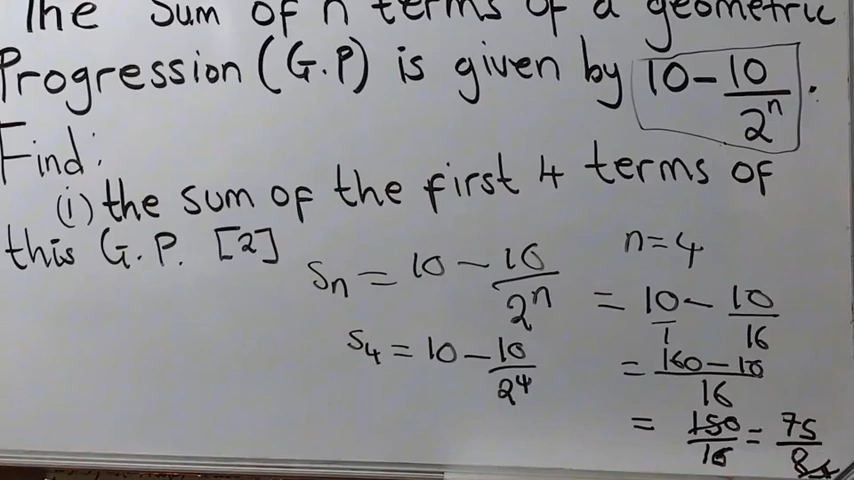 The Sum of n terms of a geometric
Progression (G.P) is given by 10 - 10/2^n .
Find:
(i) the sum of the first 4 terms of
this G.P. [2]
Sn = 10 - 10/2^n
S4 = 10 - 10/2^4
n = 4
= 10/1 - 10/16
= 160 - 10/16
= 150/16 = 75/8